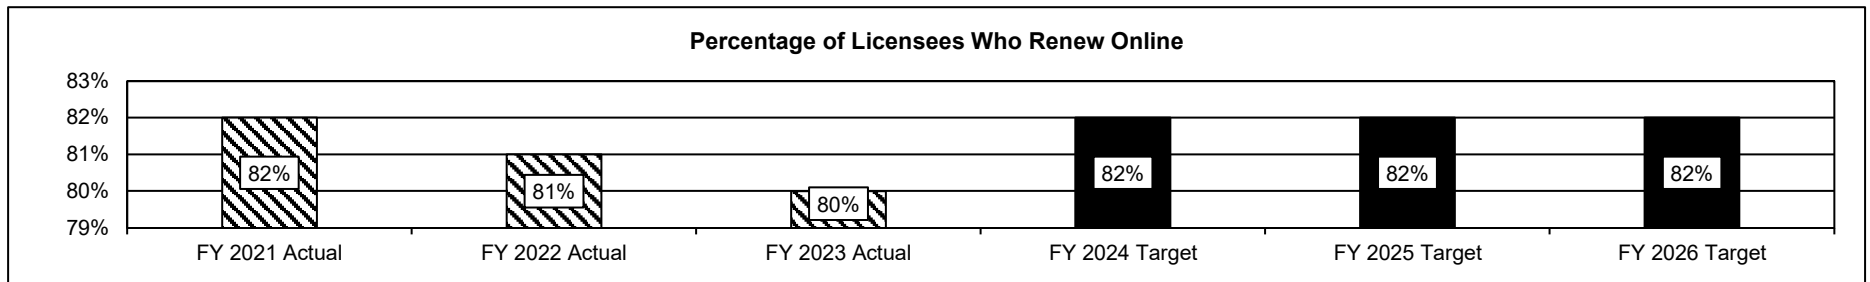 Percentage of Licensees Who Renew Online
83%
82%
81%
80%
79%
82%
81%
80%
82%
82%
82%
FY 2021 Actual
FY 2022 Actual
FY 2023 Actual
FY 2024 Target
FY 2025 Target
FY 2026 Target